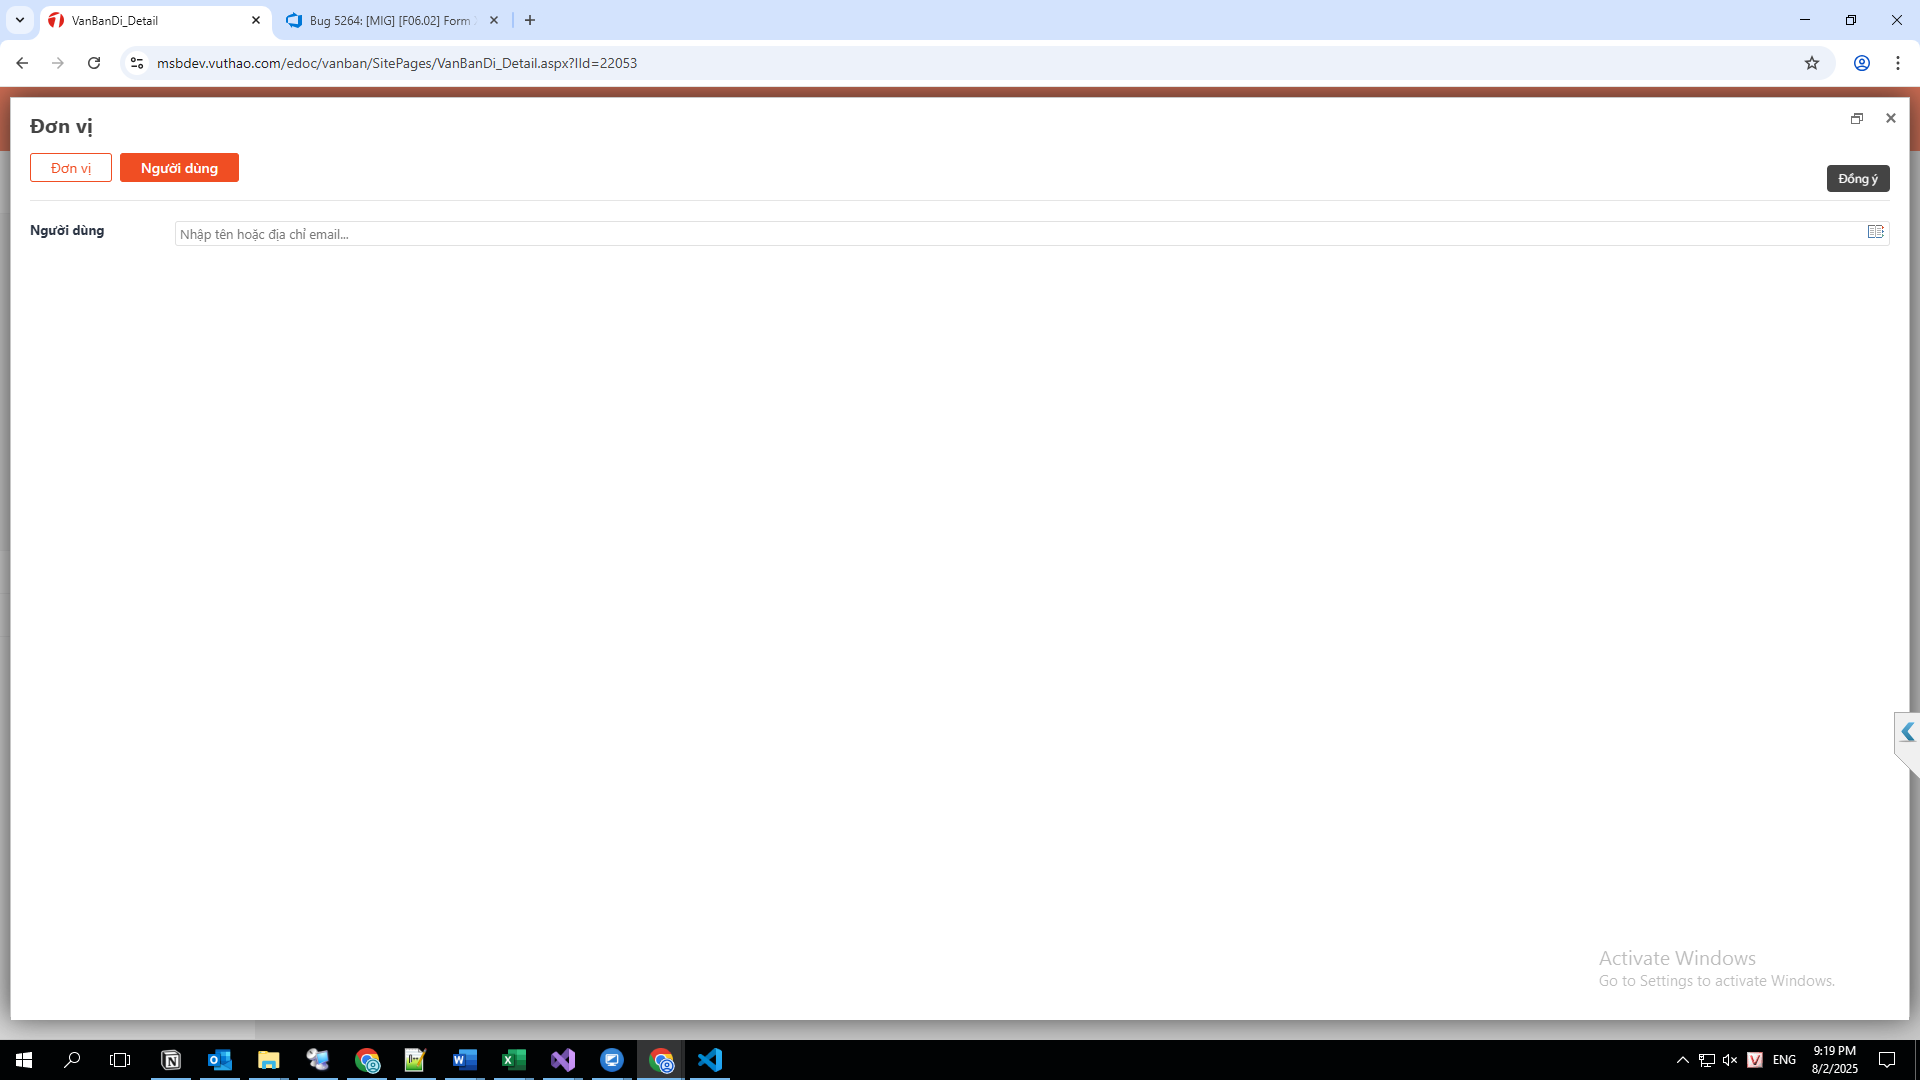 VanBanDi_Detail
Bug 5264: [MIG] [F06.02] Form
msbdev.vuthao.com/edoc/vanban/SitePages/VanBanDi_Detail.aspx?IId=22053
Đơn vị
Đơn vị
Người dùng
Đồng ý
Người dùng
Nhập tên hoặc địa chỉ email...
Activate Windows
Go to Settings to activate Windows.
ENG
9:19 PM
8/2/2025